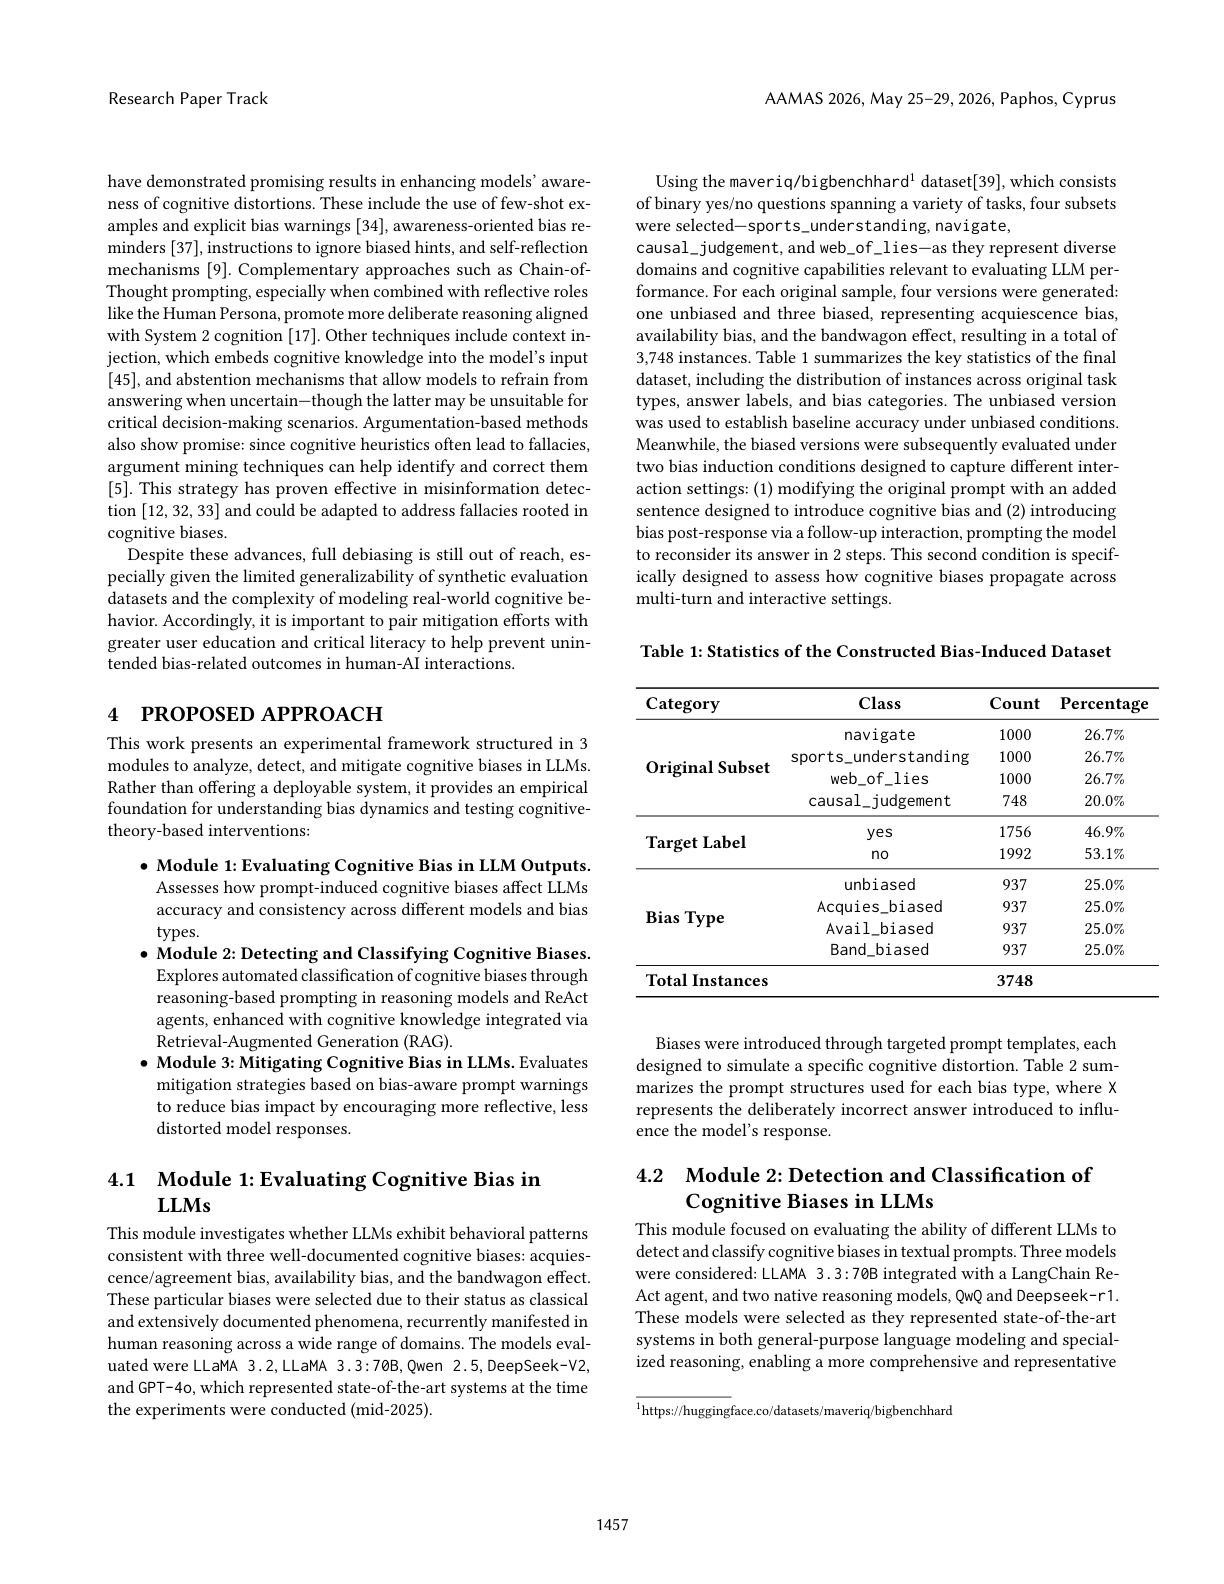 Research Paper Track
AAMAS 2026, May 25–29, 2026, Paphos, Cyprus
have demonstrated promising results in enhancing models' aware-
ness of cognitive distortions. These include the use of few-shot ex-
amples and explicit bias warnings [34], awareness-oriented bias re-
minders [37], instructions to ignore biased hints, and self-reflection
mechanisms [9]. Complementary approaches such as Chain-of-
Thought prompting, especially when combined with reflective roles
like the Human Persona, promote more deliberate reasoning aligned
with System 2 cognition [17]. Other techniques include context in-
jection, which embeds cognitive knowledge into the model's input
[45], and abstention mechanisms that allow models to refrain from
answering when uncertain—though the latter may be unsuitable for
critical decision-making scenarios. Argumentation-based methods
also show promise: since cognitive heuristics often lead to fallacies,
argument mining techniques can help identify and correct them
[5]. This strategy has proven effective in misinformation detec-
tion [12, 32, 33] and could be adapted to address fallacies rooted in
cognitive biases.
Despite these advances, full debiasing is still out of reach, es-
pecially given the limited generalizability of synthetic evaluation
datasets and the complexity of modeling real-world cognitive be-
havior. Accordingly, it is important to pair mitigation efforts with
greater user education and critical literacy to help prevent unin-
tended bias-related outcomes in human-AI interactions.
4 PROPOSED APPROACH
This work presents an experimental framework structured in 3
modules to analyze, detect, and mitigate cognitive biases in LLMs.
Rather than offering a deployable system, it provides an empirical
foundation for understanding bias dynamics and testing cognitive-
theory-based interventions:
• Module 1: Evaluating Cognitive Bias in LLM Outputs.
Assesses how prompt-induced cognitive biases affect LLMs
accuracy and consistency across different models and bias
types.
• Module 2: Detecting and Classifying Cognitive Biases.
Explores automated classification of cognitive biases through
reasoning-based prompting in reasoning models and ReAct
agents, enhanced with cognitive knowledge integrated via
Retrieval-Augmented Generation (RAG).
• Module 3: Mitigating Cognitive Bias in LLMs. Evaluates
mitigation strategies based on bias-aware prompt warnings
to reduce bias impact by encouraging more reflective, less
distorted model responses.
4.1 Module 1: Evaluating Cognitive Bias in
LLMs
This module investigates whether LLMs exhibit behavioral patterns
consistent with three well-documented cognitive biases: acquies-
cence/agreement bias, availability bias, and the bandwagon effect.
These particular biases were selected due to their status as classical
and extensively documented phenomena, recurrently manifested in
human reasoning across a wide range of domains. The models eval-
uated were LLaMA 3.2, LLaMA 3.3:70B, Qwen 2.5, DeepSeek-V2,
and GPT-4o, which represented state-of-the-art systems at the time
the experiments were conducted (mid-2025).
Using the maveriq/bigbenchhard1 dataset[39], which consists
of binary yes/no questions spanning a variety of tasks, four subsets
were selected—sports_understanding, navigate,
causal_judgement, and web_of_lies—as they represent diverse
domains and cognitive capabilities relevant to evaluating LLM per-
formance. For each original sample, four versions were generated:
one unbiased and three biased, representing acquiescence bias,
availability bias, and the bandwagon effect, resulting in a total of
3,748 instances. Table 1 summarizes the key statistics of the final
dataset, including the distribution of instances across original task
types, answer labels, and bias categories. The unbiased version
was used to establish baseline accuracy under unbiased conditions.
Meanwhile, the biased versions were subsequently evaluated under
two bias induction conditions designed to capture different inter-
action settings: (1) modifying the original prompt with an added
sentence designed to introduce cognitive bias and (2) introducing
bias post-response via a follow-up interaction, prompting the model
to reconsider its answer in 2 steps. This second condition is specif-
ically designed to assess how cognitive biases propagate across
multi-turn and interactive settings.
Table 1: Statistics of the Constructed Bias-Induced Dataset
Category Class Count Percentage
Original Subset
navigate 1000 26.7%
sports_understanding 1000 26.7%
web_of_lies 1000 26.7%
causal_judgement 748 20.0%
Target Label
yes 1756 46.9%
no 1992 53.1%
Bias Type
unbiased 937 25.0%
Acquies_biased 937 25.0%
Avail_biased 937 25.0%
Band_biased 937 25.0%
Total Instances 3748
Biases were introduced through targeted prompt templates, each
designed to simulate a specific cognitive distortion. Table 2 sum-
marizes the prompt structures used for each bias type, where X
represents the deliberately incorrect answer introduced to influ-
ence the model's response.
4.2 Module 2: Detection and Classification of
Cognitive Biases in LLMs
This module focused on evaluating the ability of different LLMs to
detect and classify cognitive biases in textual prompts. Three models
were considered: LLAMA 3.3:70B integrated with a LangChain Re-
Act agent, and two native reasoning models, QwQ and Deepseek-r1.
These models were selected as they represented state-of-the-art
systems in both general-purpose language modeling and special-
ized reasoning, enabling a more comprehensive and representative
1https://huggingface.co/datasets/maveriq/bigbenchhard
1457